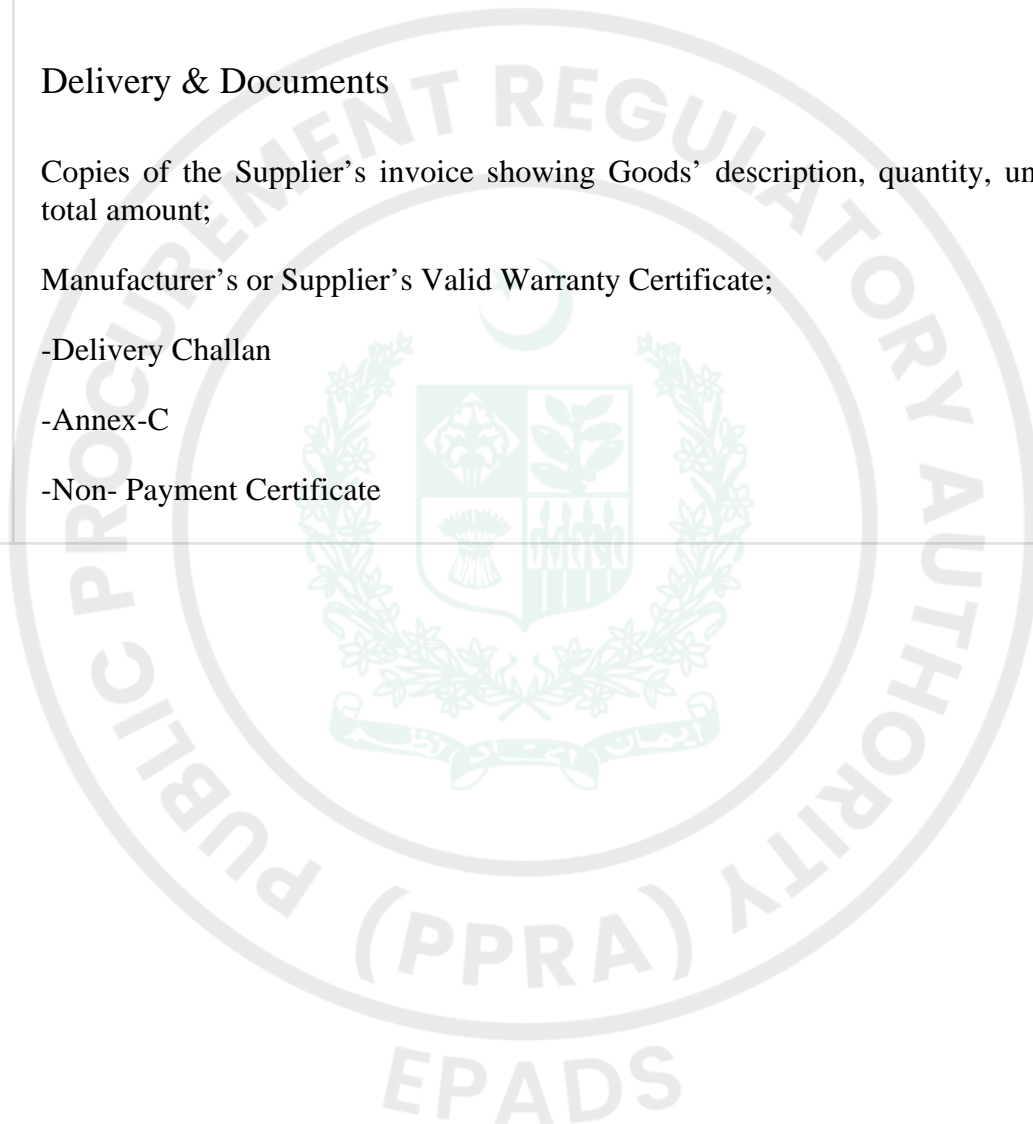 Delivery & Documents
Copies of the Supplier’s invoice showing Goods’ description, quantity,
total amount;
Manufacturer’s or Supplier’s Valid Warranty Certificate;
-Delivery Challan
-Annex-C
-Non- Payment Certificate
PUBLIC PROCUREMENT REGULATORY AUTHORITY
(PPRA)
EPADS